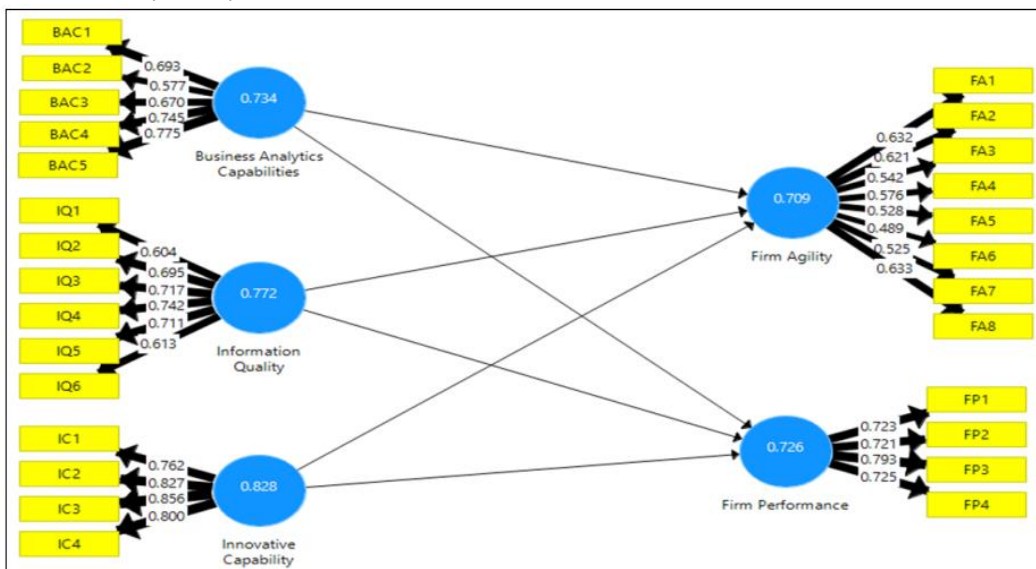 BAC1
BAC2
BAC3
BAC4
BAC5
0.693
0.577
0.670
0.745
0.775
0.734
Business Analytics
Capabilities
IQ1
IQ2
IQ3
IQ4
IQ5
IQ6
0.604
0.695
0.717
0.742
0.711
0.613
0.772
Information
Quality
IC1
IC2
IC3
IC4
0.762
0.827
0.856
0.800
0.828
Innovative
Capability
0.709
Firm Agility
0.632
0.621
0.542
0.576
0.528
0.489
0.525
0.633
FA1
FA2
FA3
FA4
FA5
FA6
FA7
FA8
0.726
Firm Performance
0.723
0.721
0.793
0.725
FP1
FP2
FP3
FP4